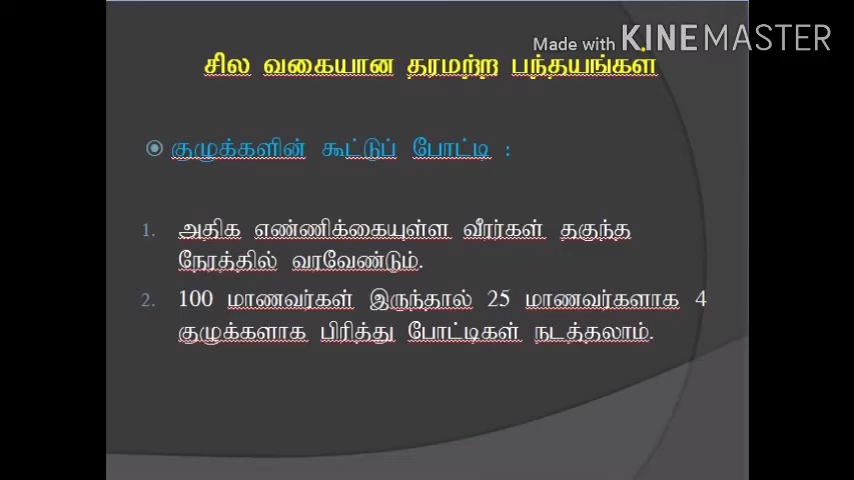 Made with KINEMASTER
சில வகையான தரமற்ற பந்தயங்கள்
குழுக்களின் கூட்டுப் போட்டி :
1. அதிக எண்ணிக்கையுள்ள வீரர்கள் தகுந்த
நேரத்தில் வரவேண்டும்.
2. 100 மாணவர்கள் இருந்தால் 25 மாணவர்களாக 4
குழுக்களாக பிரித்து போட்டிகள் நடத்தலாம்.